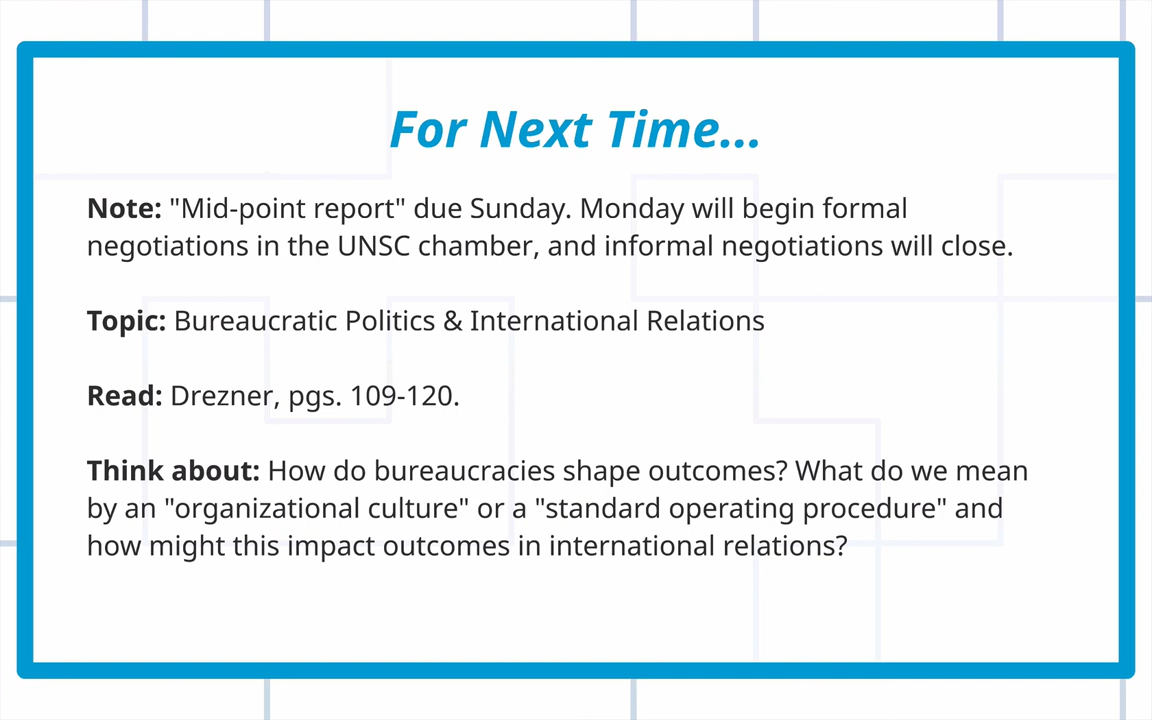 For Next Time...
Note: "Mid-point report" due Sunday. Monday will begin formal
negotiations in the UNSC chamber, and informal negotiations will close.
Topic: Bureaucratic Politics & International Relations
Read: Drezner, pgs. 109-120.
Think about: How do bureaucracies shape outcomes? What do we mean
by an "organizational culture" or a "standard operating procedure" and
how might this impact outcomes in international relations?